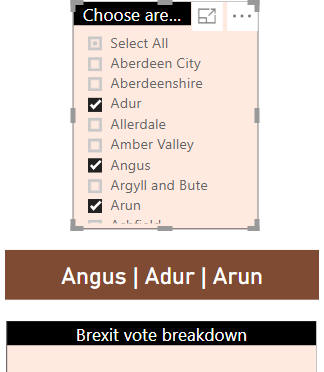 Choose are...
Select All
Aberdeen City
Aberdeenshire
Adur
Allerdale
Amber Valley
Angus
Argyll and Bute
Arun
Angus | Adur | Arun
Brexit vote breakdown